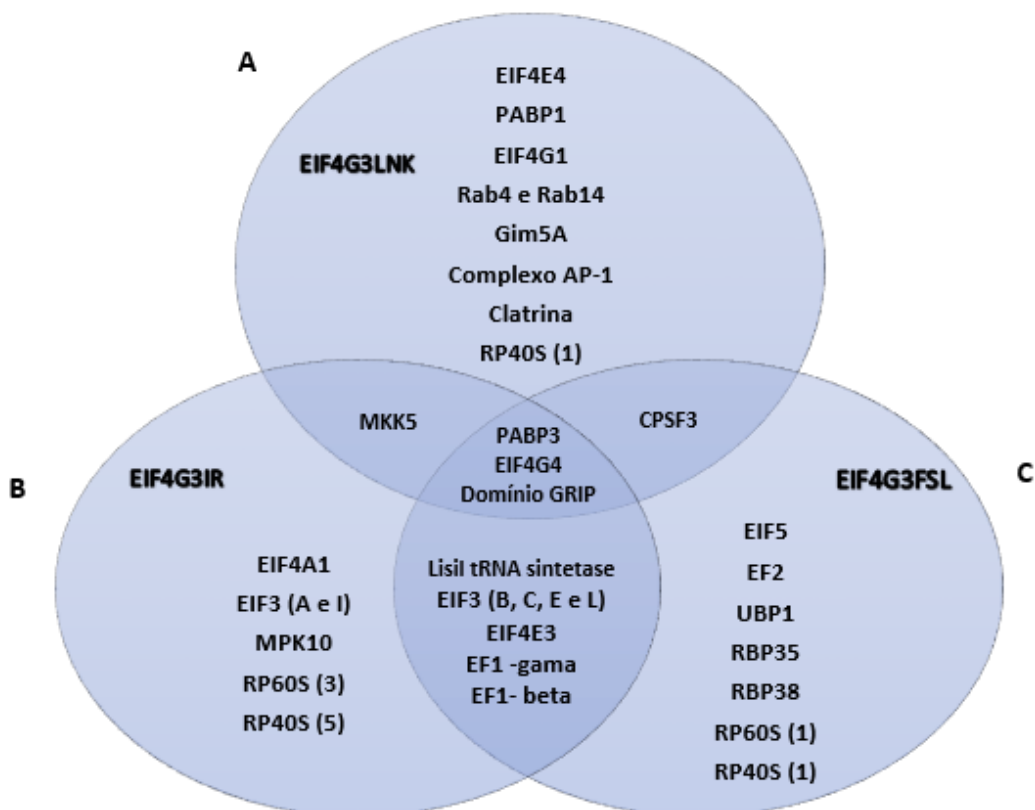 A
EIF4E4
PABP1
EIF4G1
EIF4G3LNK
Rab4 e Rab14
Gim5A
Complexo AP-1
Clatrina
RP40S (1)
MKK5
CPSF3
PABP3
EIF4G4
Domínio GRIP
B
EIF4G3IR
EIF4G3FSL
C
EIF4A1
EIF3 (A e I)
MPK10
RP60S (3)
RP40S (5)
Lisil tRNA sintetase
EIF3 (B, C, E e L)
EIF4E3
EF1 -gama
EF1- beta
EIF5
EF2
UBP1
RBP35
RBP38
RP60S (1)
RP40S (1)